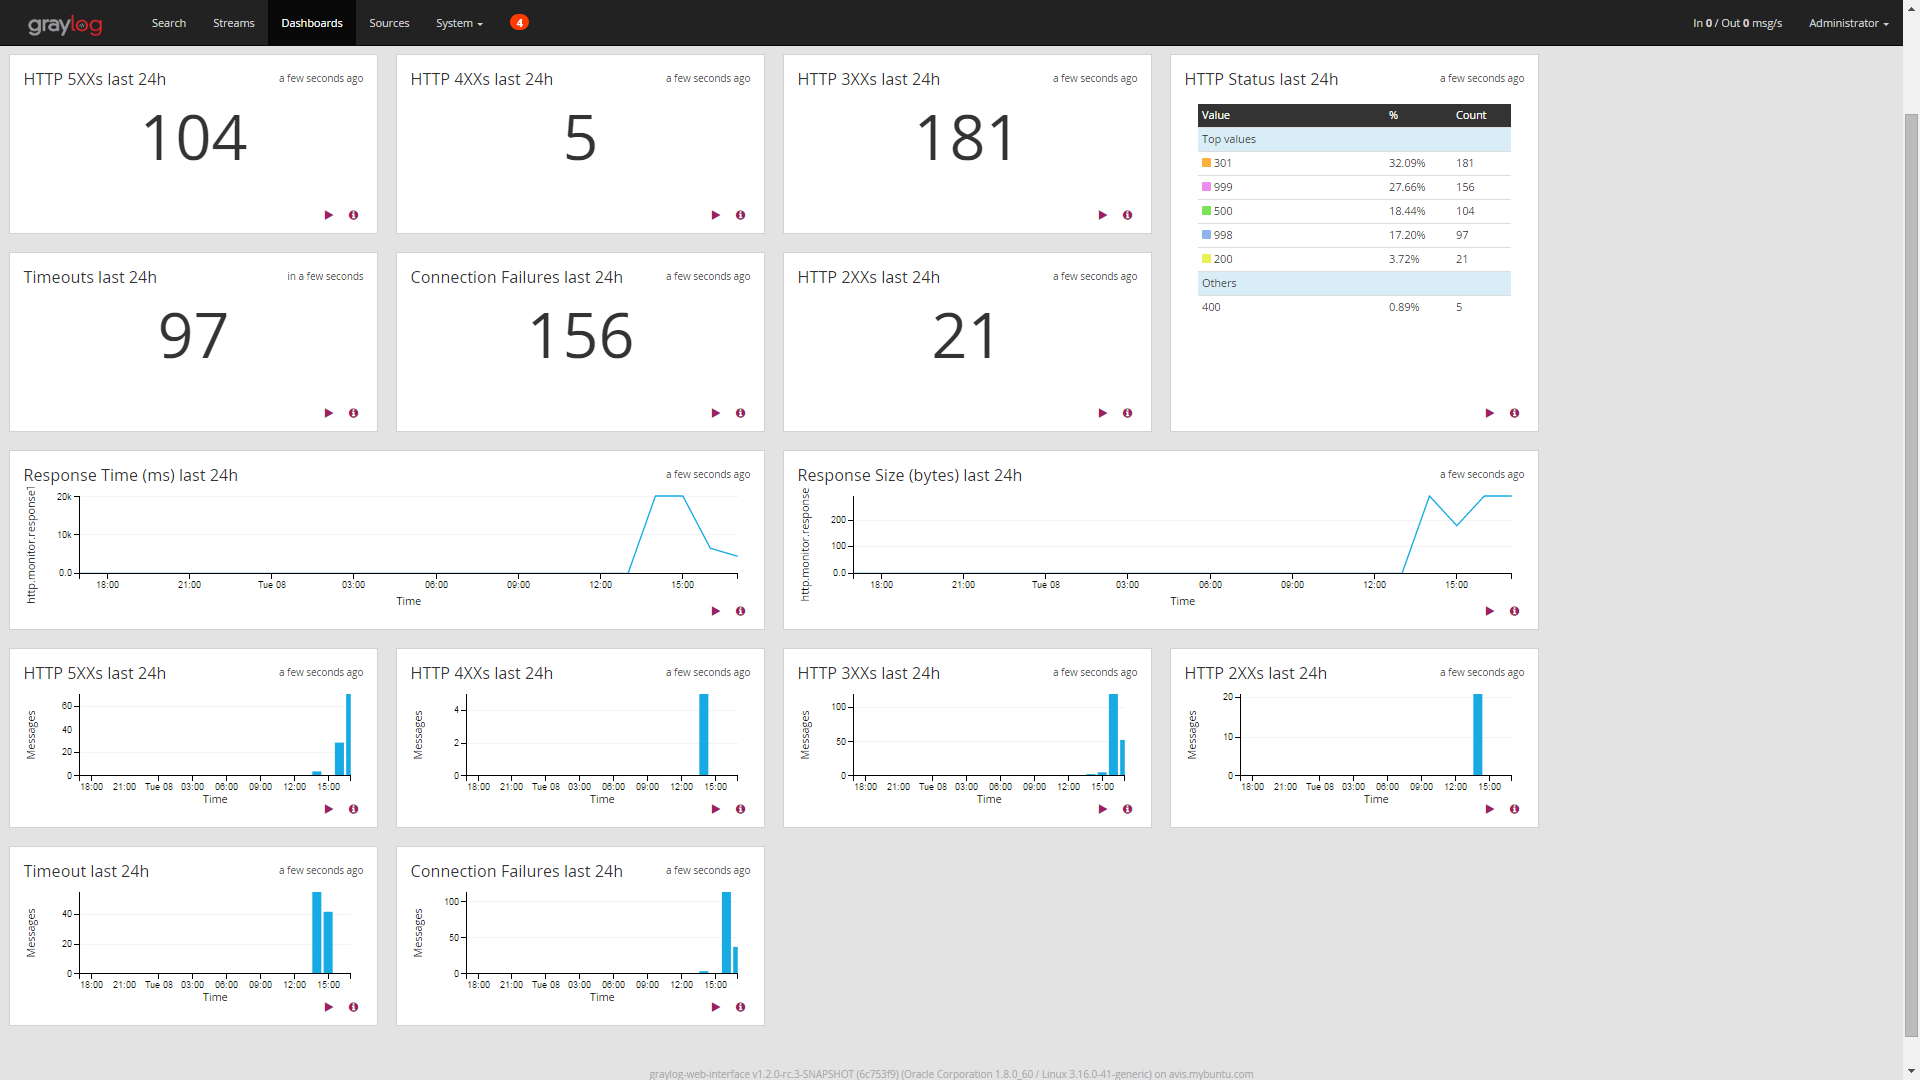 graylog Search Streams Dashboards Sources System 4 In 0 / Out 0 msg/s Administrator
HTTP 5XXs last 24h a few seconds ago
104
HTTP 4XXs last 24h a few seconds ago
5
HTTP 3XXs last 24h a few seconds ago
181
HTTP Status last 24h a few seconds ago
Value % Count
Top values
301 32.09% 181
999 27.66% 156
500 18.44% 104
998 17.20% 97
200 3.72% 21
Others
400 0.89% 5
Timeouts last 24h in a few seconds
97
Connection Failures last 24h a few seconds ago
156
HTTP 2XXs last 24h a few seconds ago
21
Response Time (ms) last 24h a few seconds ago
http.monitor.response
20k
10k
0.0
18:00 21:00 Tue 08 03:00 06:00 09:00 12:00 15:00
Time
Response Size (bytes) last 24h a few seconds ago
http.monitor.response
200
100
0.0
18:00 21:00 Tue 08 03:00 06:00 09:00 12:00 15:00
Time
HTTP 5XXs last 24h a few seconds ago
Messages
60
40
20
0
18:00 21:00 Tue 08 03:00 06:00 09:00 12:00 15:00
Time
HTTP 4XXs last 24h a few seconds ago
Messages
4
2
0
18:00 21:00 Tue 08 03:00 06:00 09:00 12:00 15:00
Time
HTTP 3XXs last 24h a few seconds ago
Messages
100
50
0
18:00 21:00 Tue 08 03:00 06:00 09:00 12:00 15:00
Time
HTTP 2XXs last 24h a few seconds ago
Messages
20
10
0
18:00 21:00 Tue 08 03:00 06:00 09:00 12:00 15:00
Time
Timeout last 24h a few seconds ago
Messages
40
20
0
18:00 21:00 Tue 08 03:00 06:00 09:00 12:00 15:00
Time
Connection Failures last 24h a few seconds ago
Messages
100
50
0
18:00 21:00 Tue 08 03:00 06:00 09:00 12:00 15:00
Time
graylog-web-interface v1.2.0-rc.3-SNAPSHOT (6c753f9) (Oracle Corporation 1.8.0_60 / Linux 3.16.0-41-generic) on avis.mybuntu.com